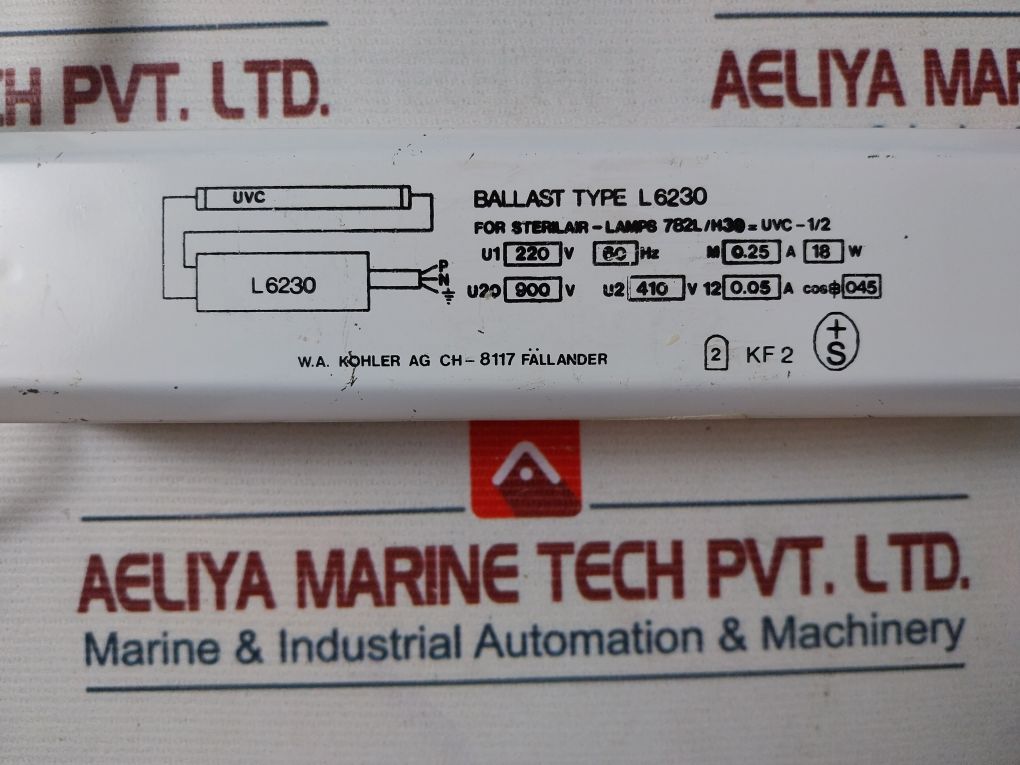 CH PVT. LTD.
AELIYA MAR
UVC
L6230
P
N
BALLAST TYPE L6230
FOR STERILAIR - LAMPS 782L/H30 = UVC - 1/2
U1 220 V 60 Hz M 0.25 A 18 W
U20 900 V U2 410 V 12 0.05 A cosϕ 045
W.A. KOHLER AG CH - 8117 FÄLLANDER
2 KF 2 +S
AELIYA MARINE TECH PVT. LTD.
Marine & Industrial Automation & Machinery